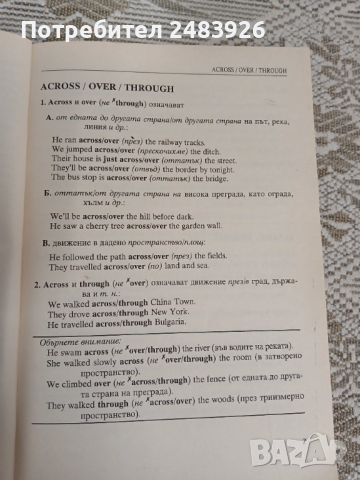 Потребител 2483926
ACROSS / OVER / THROUGH
ACROSS / OVER / THROUGH
1. Across и over (не ˣthrough) означават
А. от едната до другата страна/от другата страна на път, река,
линия и др.:
He ran across/over (през) the railway tracks.
We jumped across/over (прескочихме) the ditch.
Their house is just across/over (оттатък) the street.
They'll be across/over (отвъд) the border by tonight.
The bus stop is across/over (оттатък) the bridge.
Б. оттатък/от другата страна на висока преграда, като ограда,
хълм и др.:
We'll be over the hill before dark.
He saw a cherry tree across/over the garden wall.
В. движение в дадено пространство/площ:
He followed the path across/over (през) the fields.
They travelled across/over (по) land and sea.
2. Across и through (не ˣover) означават движение през град, държа-
ва и т. н.:
We walked across/through China Town.
They drove across/through New York.
He travelled across/through Bulgaria.
Обърнете внимание:
He swam across (не ˣover/through) the river (във водите на реката).
She walked slowly across (не ˣover/through) the room (в затворено
пространство).
We climbed over (не ˣacross/through) the fence (от едната до друга-
та страна на преграда).
They walked through (не ˣacross/over) the woods (през триизмерно
пространство).
bazar